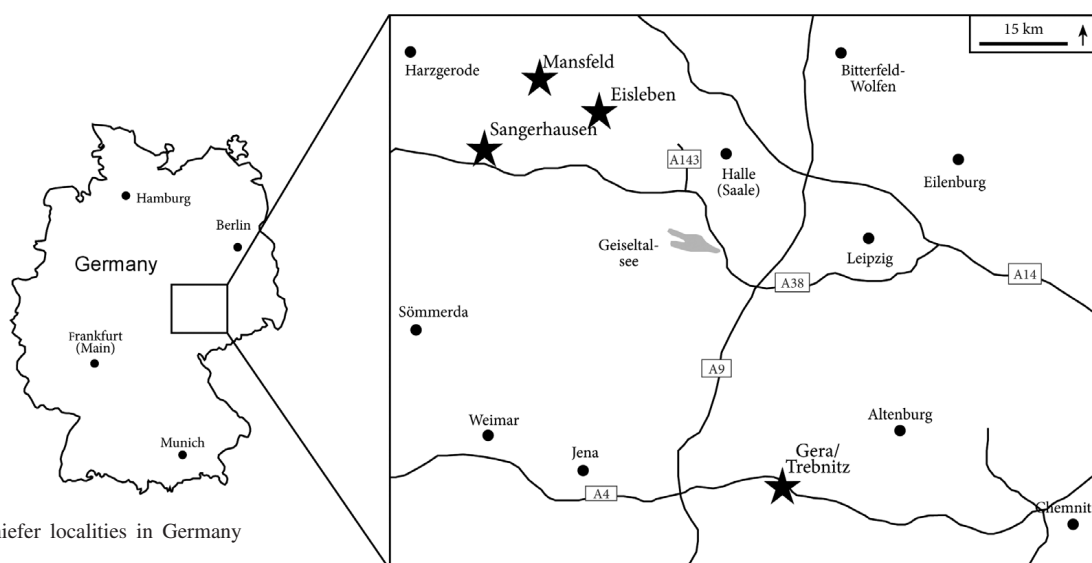 Hamburg
Berlin
Germany
Frankfurt
(Main)
Munich
localities in Germany
15 km
Harzgerode
Mansfeld
Eisleben
Sangerhausen
Bitterfeld-
Wolfen
A143
Halle
(Saale)
Eilenburg
Geiseltal-
see
Leipzig
A38
A14
Sömmerda
A9
Weimar
Jena
Altenburg
Gera/
Trebnitz
A4
Chemnit